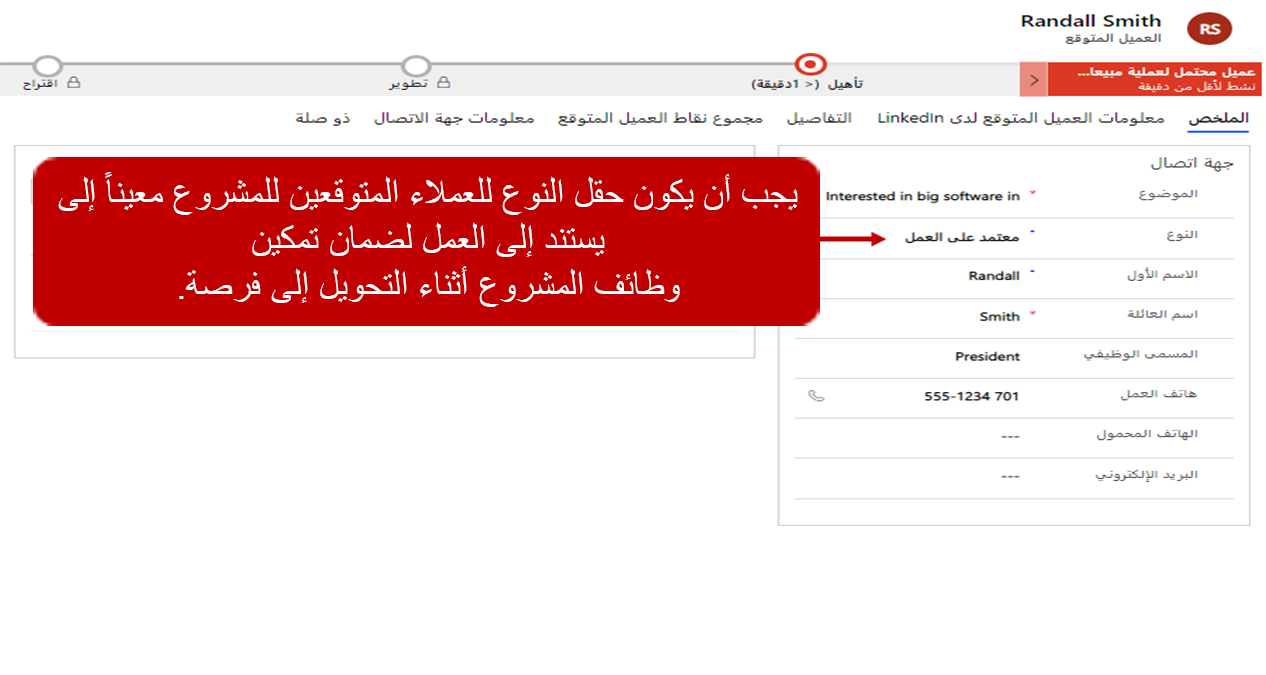 Randall Smith
RS
العميل المتوقع
عميل محتمل لعملية مبيعا...
نشط لأقل من دقيقة
تأهيل (< 1دقيقة)
تطوير
اقتراح
الملخص معلومات العميل المتوقع لدى LinkedIn التفاصيل مجموع نقاط العميل المتوقع معلومات جهة الاتصال ذو صلة
جهة اتصال
الموضوع * Interested in big software in
النوع معتمد على العمل
الاسم الأول Randall
اسم العائلة * Smith
المسمى الوظيفي President
هاتف العمل 555-1234 701
الهاتف المحمول ---
البريد الإلكتروني ---
يجب أن يكون حقل النوع للعملاء المتوقعين للمشروع معيناً إلى
يستند إلى العمل لضمان تمكين
وظائف المشروع أثناء التحويل إلى فرصة.